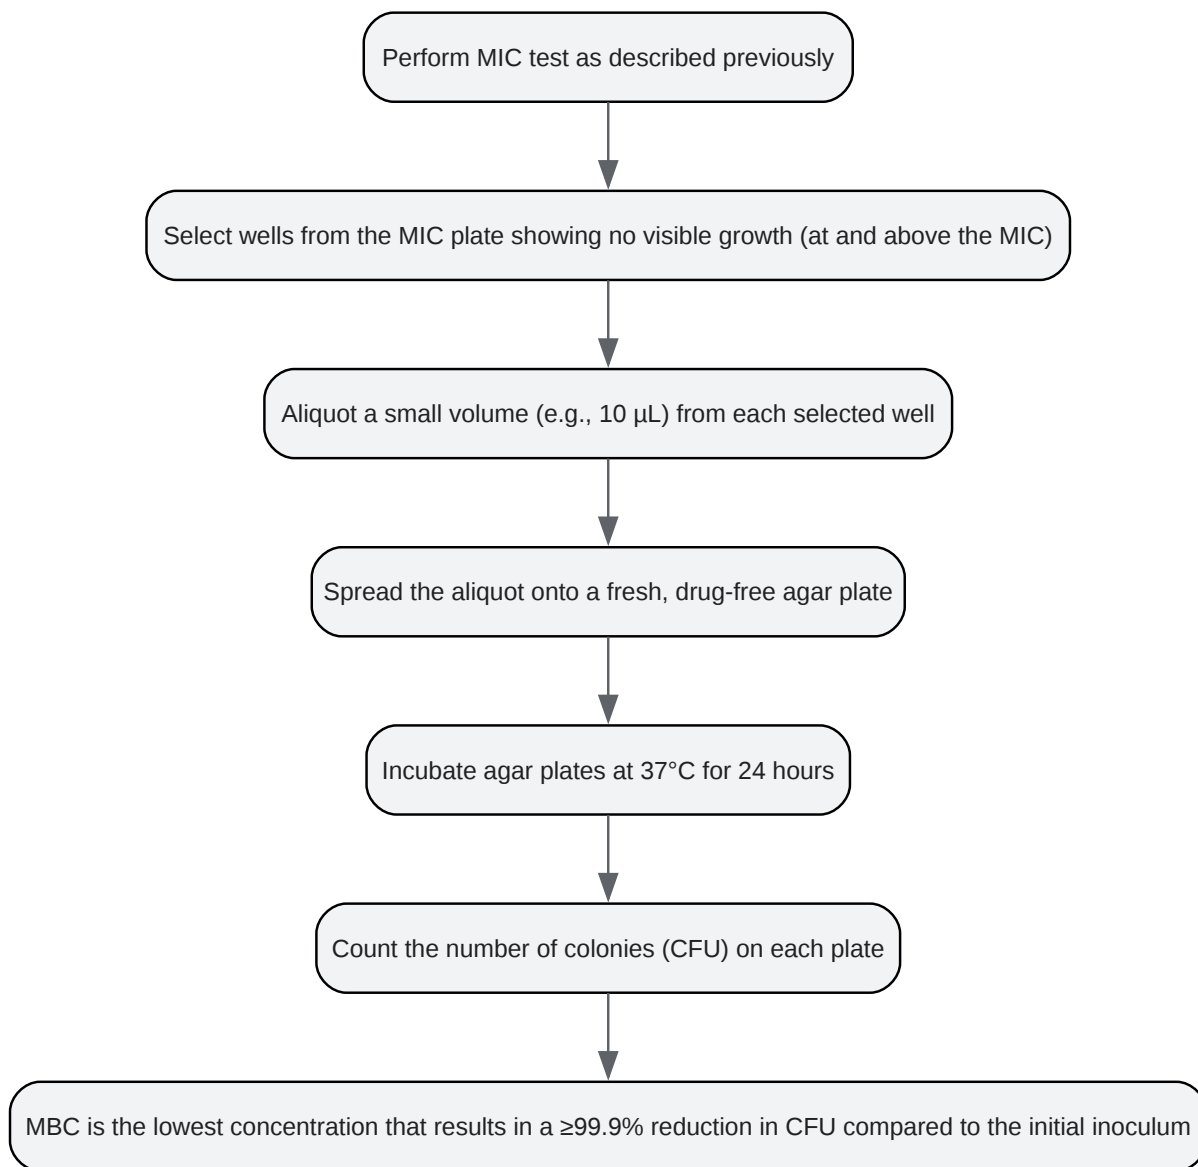 Perform MIC test as described previously
Select wells from the MIC plate showing no visible growth (at and above the MIC)
Aliquot a small volume (e.g., 10 µL) from each selected well
Spread the aliquot onto a fresh, drug-free agar plate
Incubate agar plates at 37°C for 24 hours
Count the number of colonies (CFU) on each plate
MBC is the lowest concentration that results in a ≥99.9% reduction in CFU compared to the initial inoculum